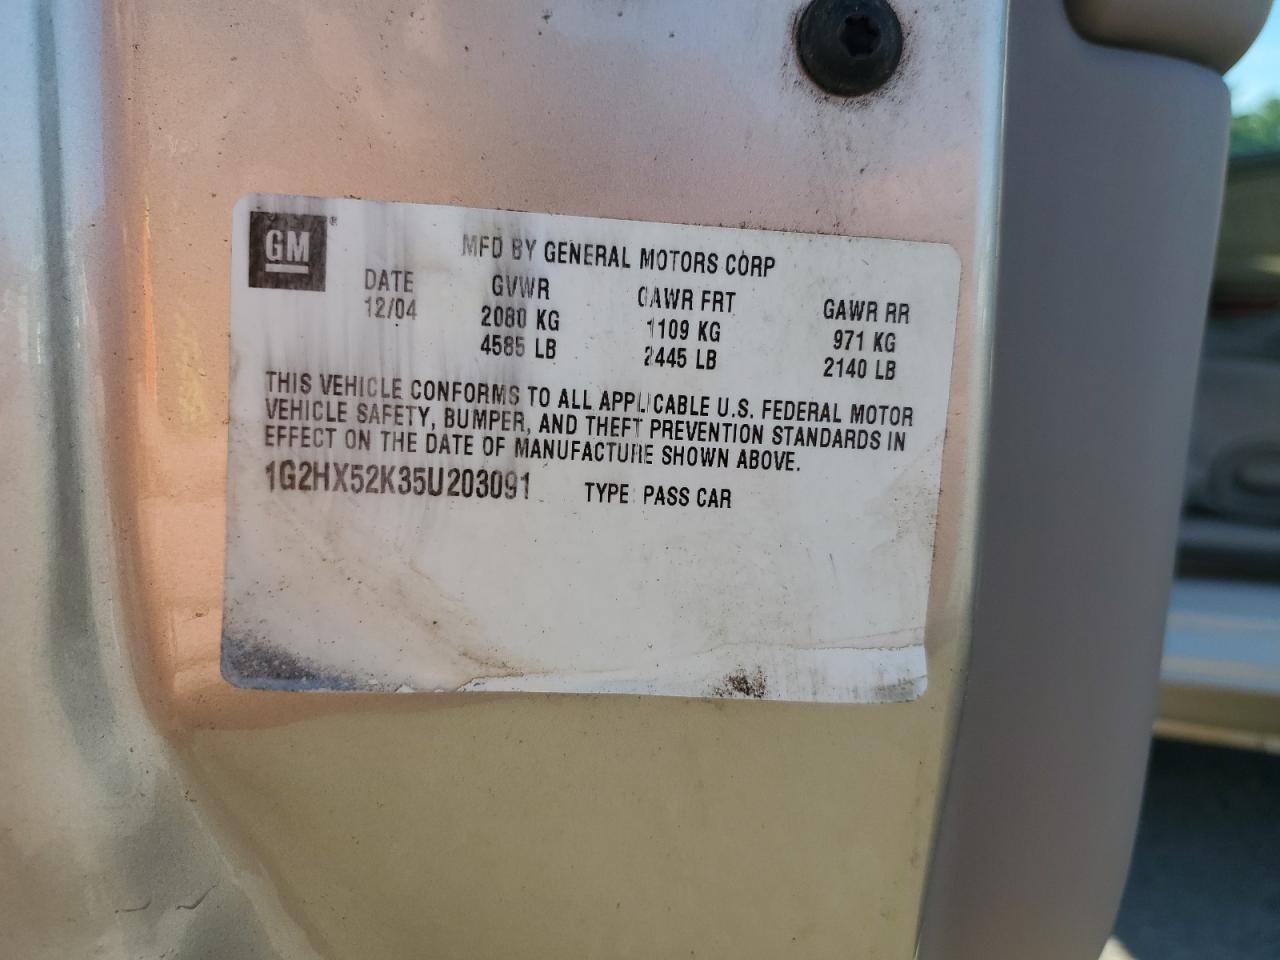 GM
MFD BY GENERAL MOTORS CORP
DATE GVWR GAWR FRT GAWR RR
12/04 2080 KG 1109 KG 971 KG
4585 LB 2445 LB 2140 LB
THIS VEHICLE CONFORMS TO ALL APPLICABLE U.S. FEDERAL MOTOR
VEHICLE SAFETY, BUMPER, AND THEFT PREVENTION STANDARDS IN
EFFECT ON THE DATE OF MANUFACTURE SHOWN ABOVE.
1G2HX52K35U203091 TYPE: PASS CAR